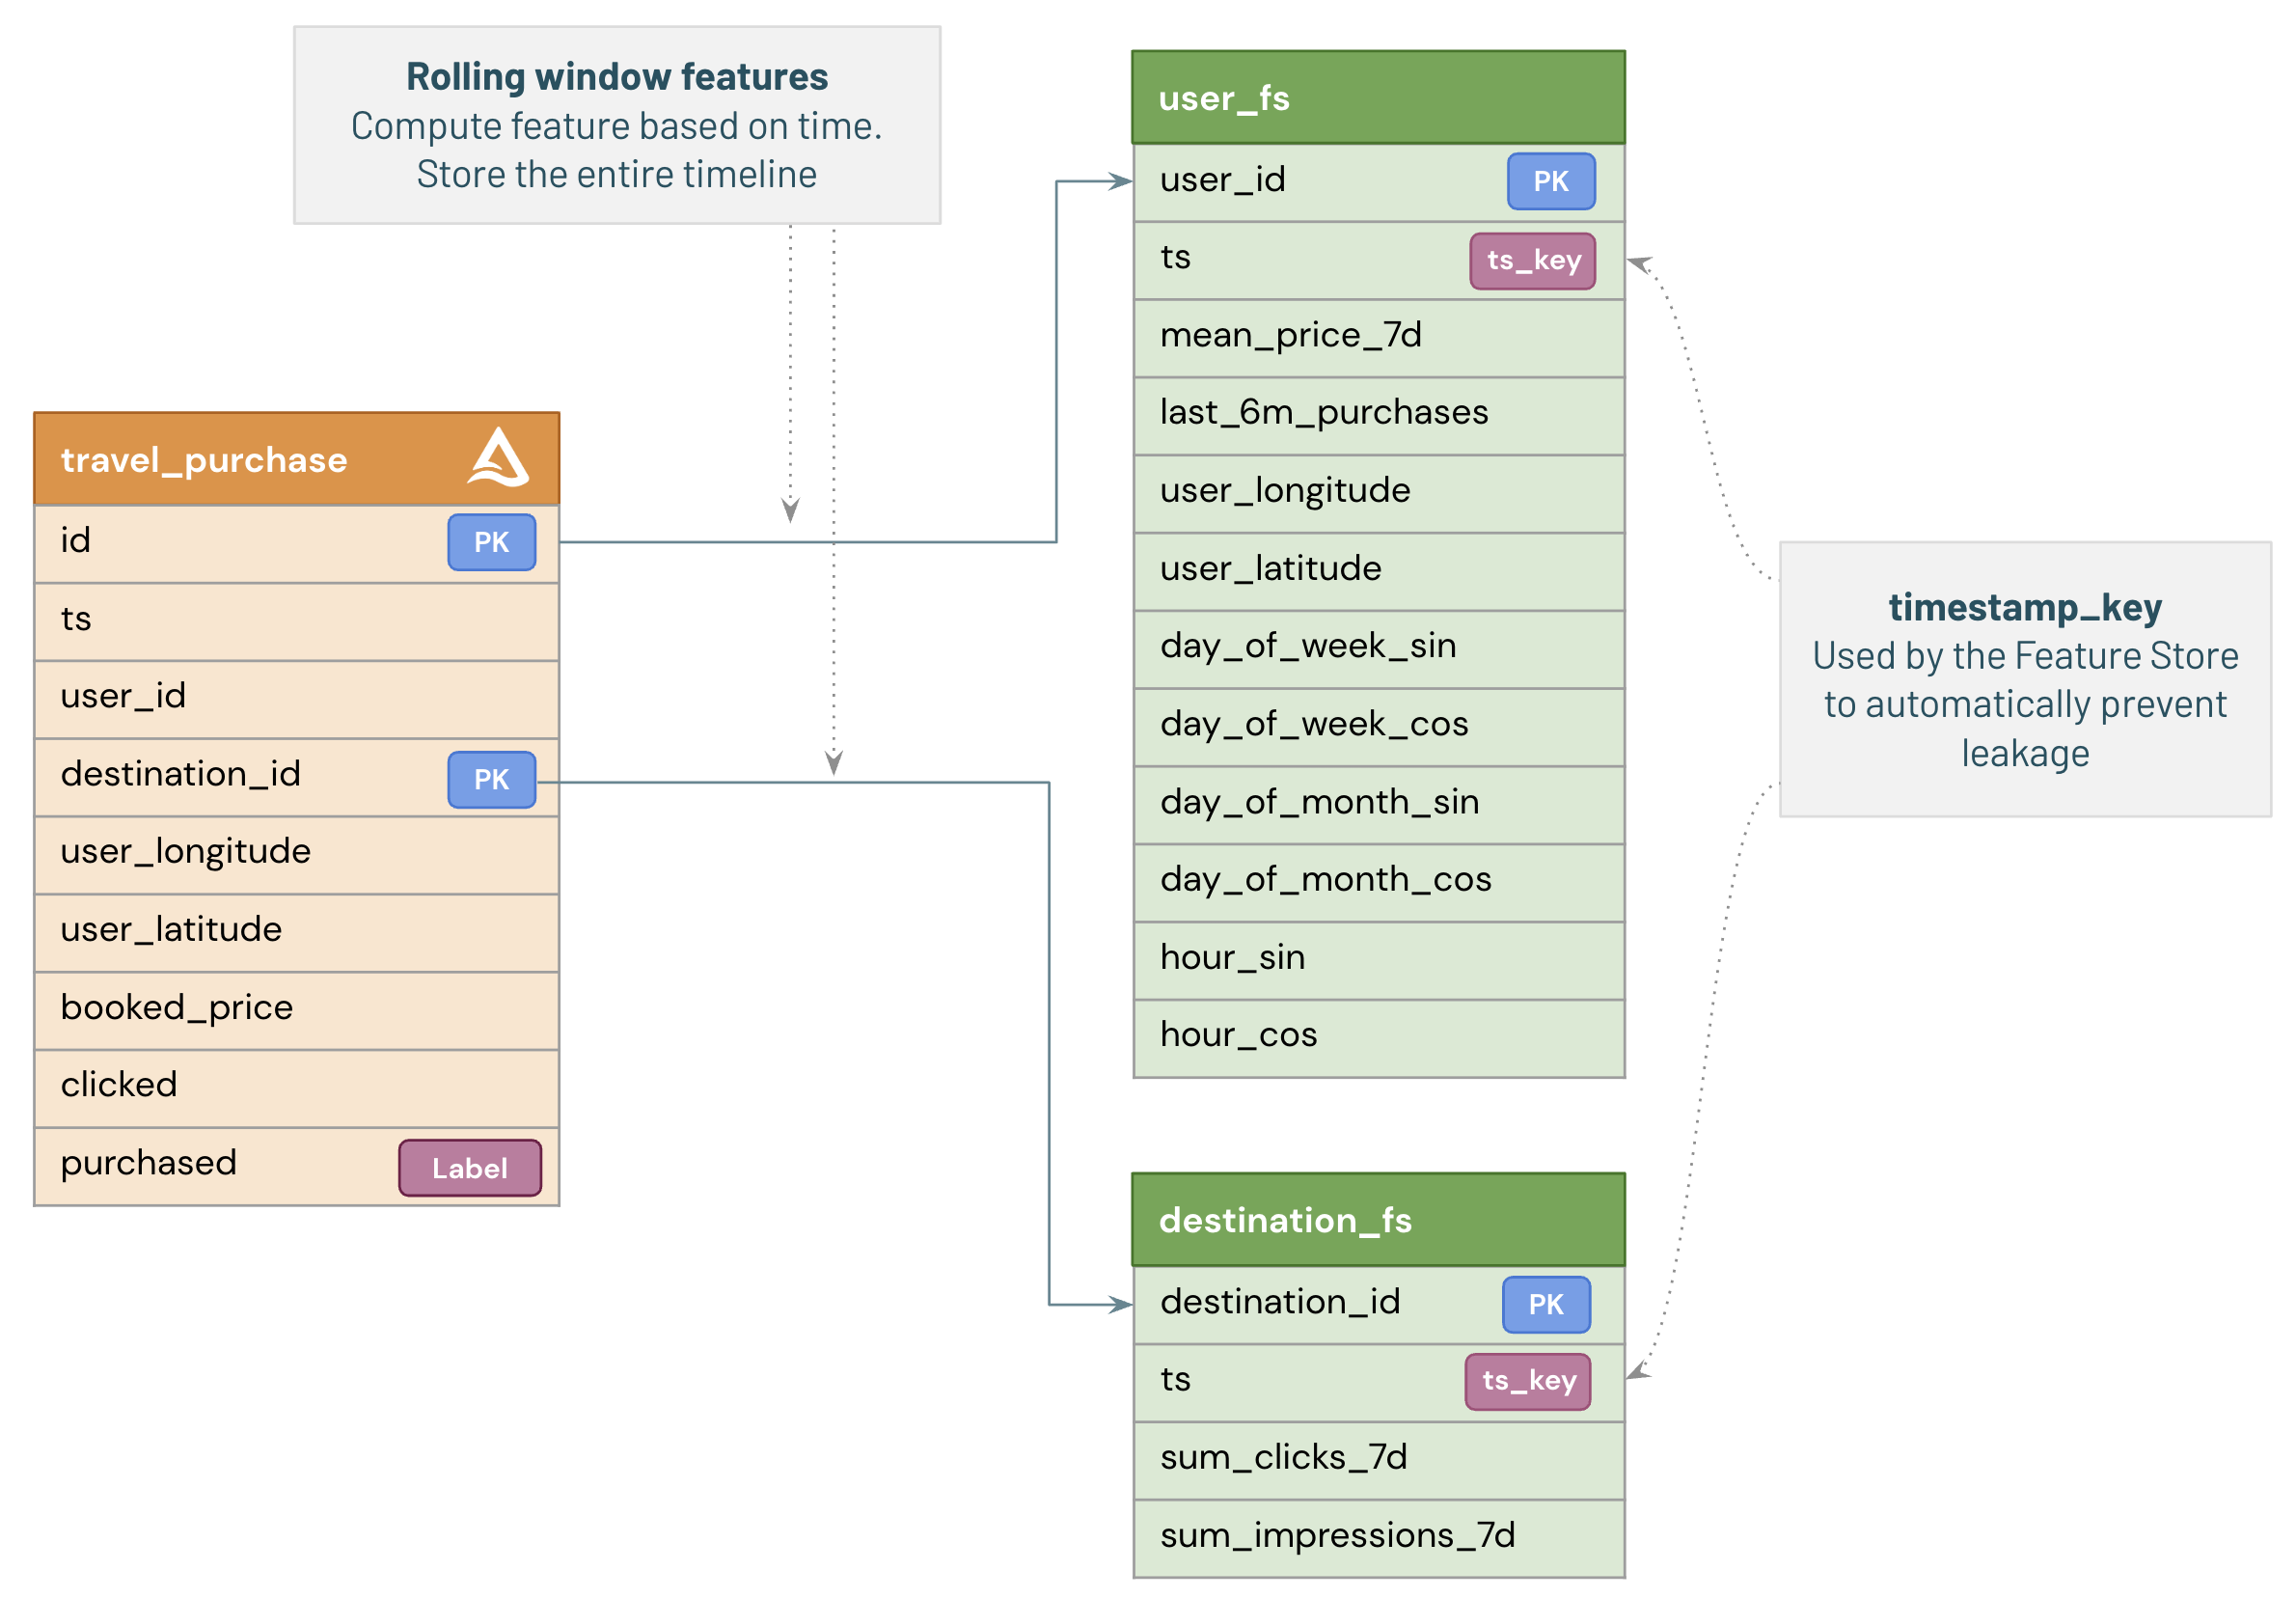 Rolling window features
Compute feature based on time.
Store the entire timeline
travel_purchase
id PK
ts
user_id
destination_id PK
user_longitude
user_latitude
booked_price
clicked
purchased Label
user_fs
user_id PK
ts ts_key
mean_price_7d
last_6m_purchases
user_longitude
user_latitude
day_of_week_sin
day_of_week_cos
day_of_month_sin
day_of_month_cos
hour_sin
hour_cos
destination_fs
destination_id PK
ts ts_key
sum_clicks_7d
sum_impressions_7d
timestamp_key
Used by the Feature Store
to automatically prevent
leakage